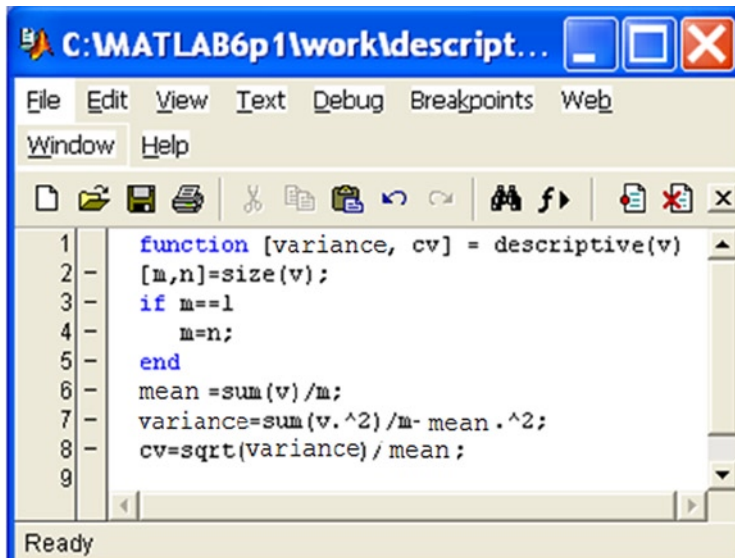 C:\MATLAB6p1\work\descript...
File Edit View Text Debug Breakpoints Web
Window Help
1 function [variance, cv] = descriptive(v)
2 - [m,n]=size(v);
3 - if m==1
4 - m=n;
5 - end
6 - mean =sum(v)/m;
7 - variance=sum(v.^2)/m- mean .^2;
8 - cv=sqrt(variance)/mean;
9
Ready